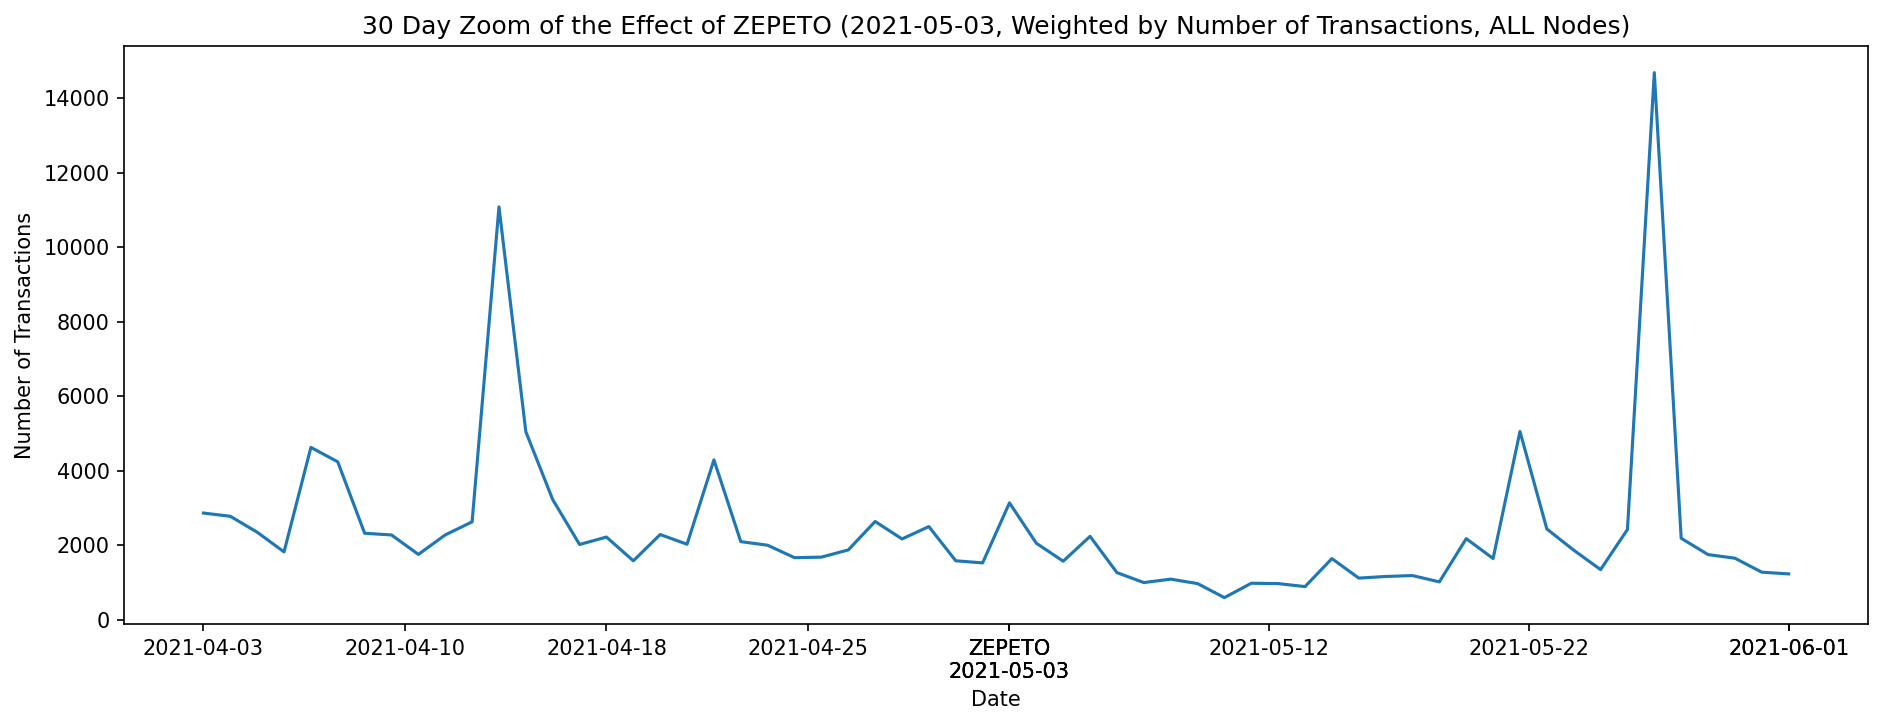 30 Day Zoom of the Effect of ZEPETO (2021-05-03, Weighted by Number of Transactions, ALL Nodes)
Number of Transactions
14000
12000
10000
8000
6000
4000
2000
0
2021-04-03 2021-04-10 2021-04-18 2021-04-25 ZEPETO 2021-05-12 2021-05-22 2021-06-01
2021-05-03
Date